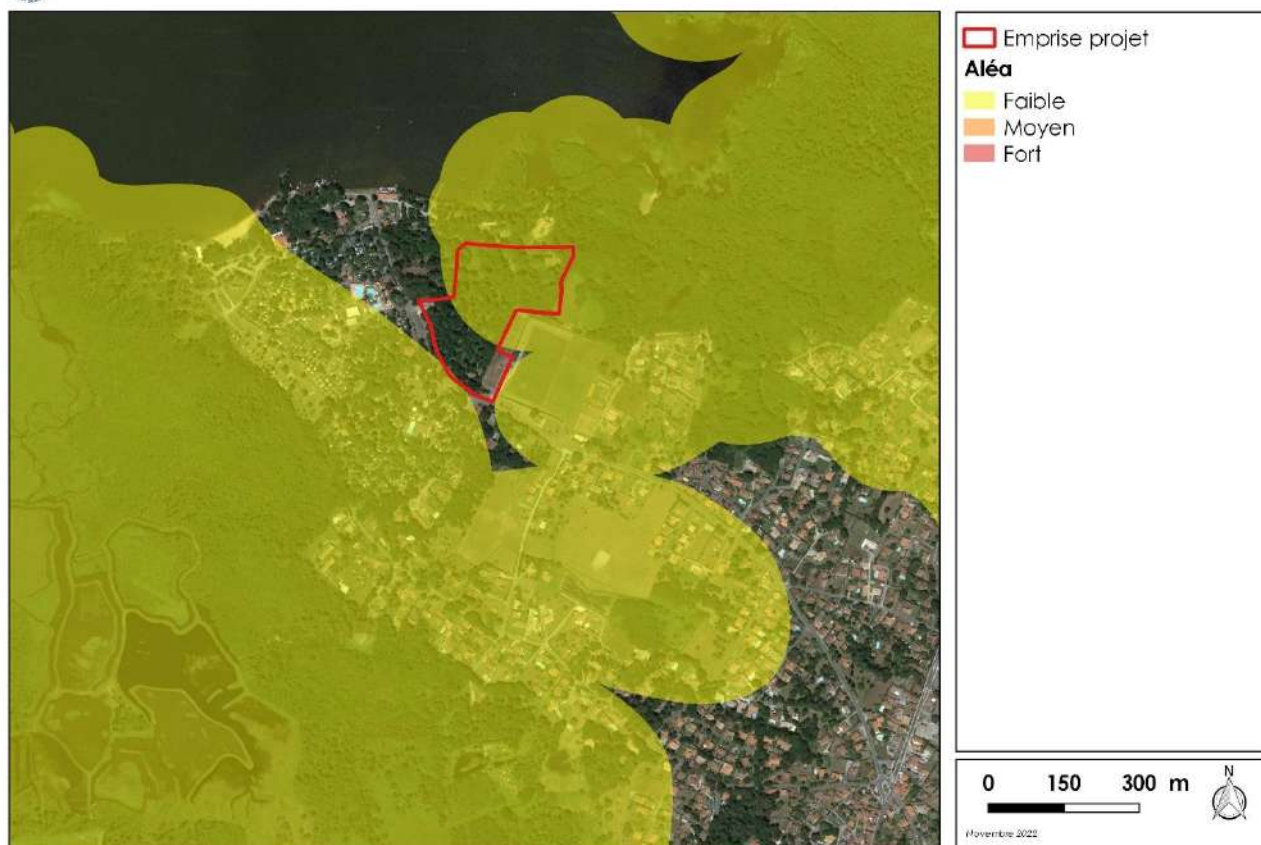 Emprise projet
Aléa
Faible
Moyen
Fort
0 150 300 m
N
Novembre 2022